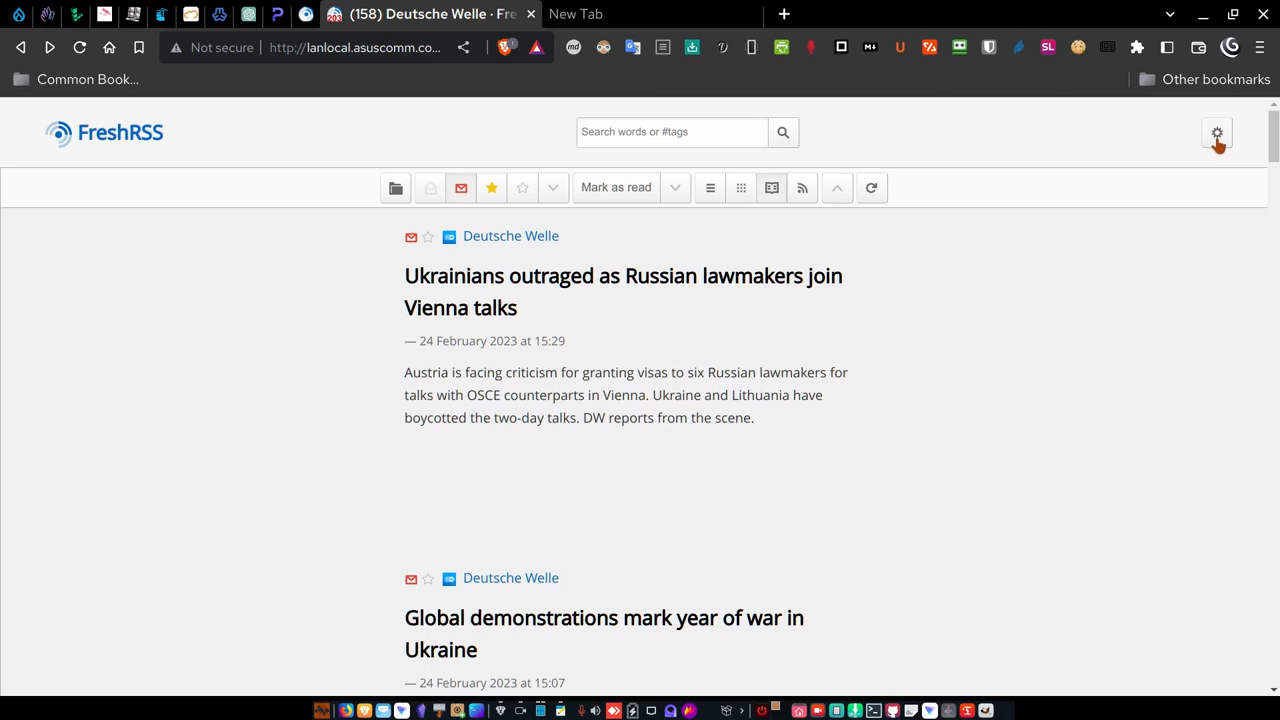 (158) Deutsche Welle · Fre
New Tab
Not secure
http://lanlocal.asuscomm.co...
Common Book...
Other bookmarks
FreshRSS
Search words or #tags
Mark as read
Deutsche Welle
Ukrainians outraged as Russian lawmakers join
Vienna talks
— 24 February 2023 at 15:29
Austria is facing criticism for granting visas to six Russian lawmakers for
talks with OSCE counterparts in Vienna. Ukraine and Lithuania have
boycotted the two-day talks. DW reports from the scene.
Deutsche Welle
Global demonstrations mark year of war in
Ukraine
— 24 February 2023 at 15:07